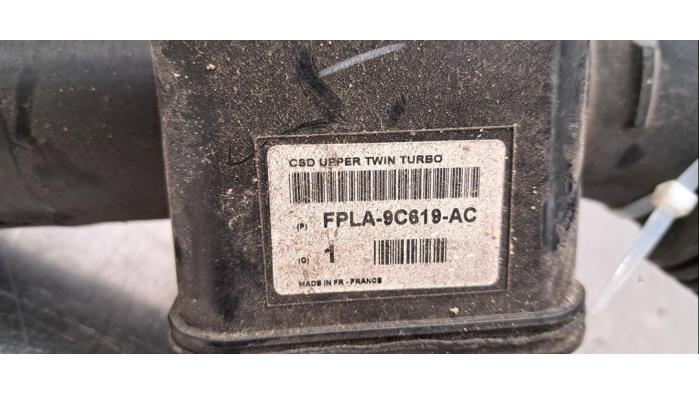 CSD UPPER TWIN TURBO
(P) FPLA-9C619-AC
(Q) 1
MADE IN FR - FRANCE